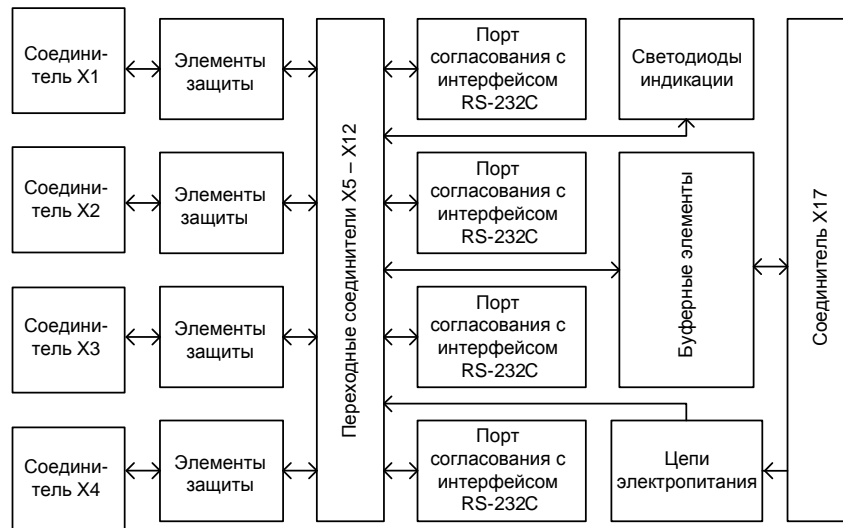 Соедини-
тель X1
Элементы
защиты
Порт
согласования с
интерфейсом
RS-232C
Светодиоды
индикации
Соедини-
тель X2
Элементы
защиты
Порт
согласования с
интерфейсом
RS-232C
Соедини-
тель X3
Элементы
защиты
Порт
согласования с
интерфейсом
RS-232C
Соедини-
тель X4
Элементы
защиты
Порт
согласования с
интерфейсом
RS-232C
Цепи
электропитания
Переходные соединители X5 – X12
Буферные элементы
Соединитель X17